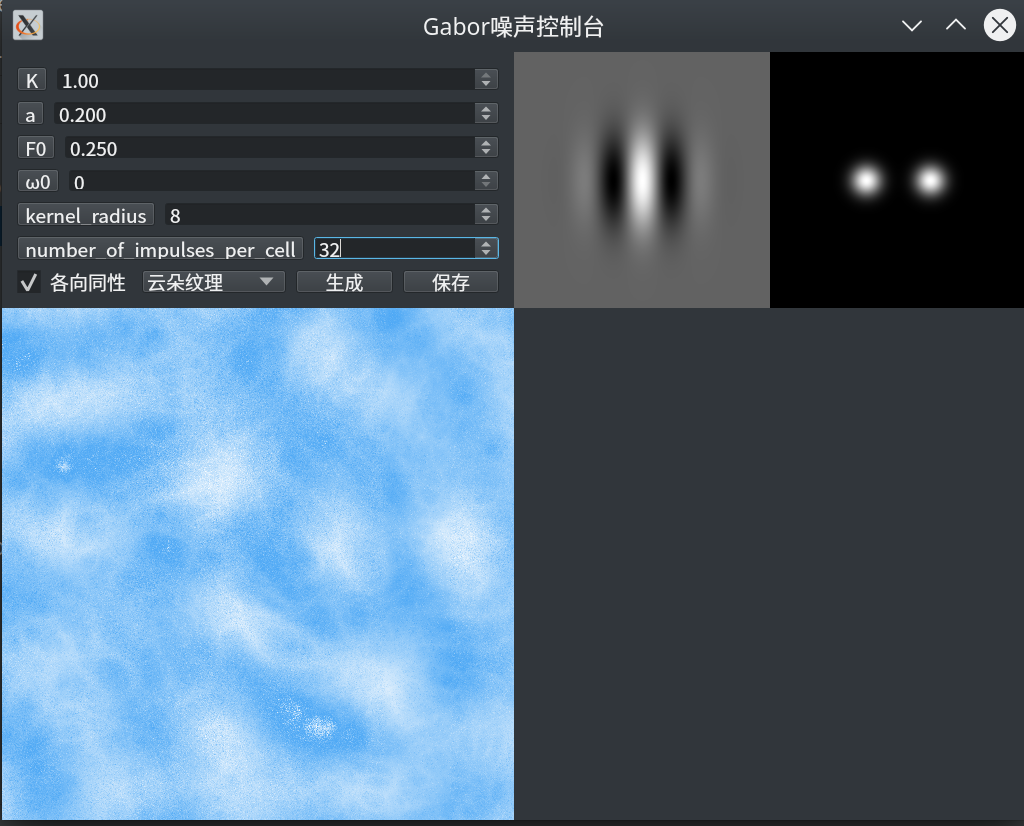 Gabor噪声控制台
K 1.00
a 0.200
F0 0.250
ω0 0
kernel_radius 8
number_of_impulses_per_cell 32
各向同性 云朵纹理 生成 保存